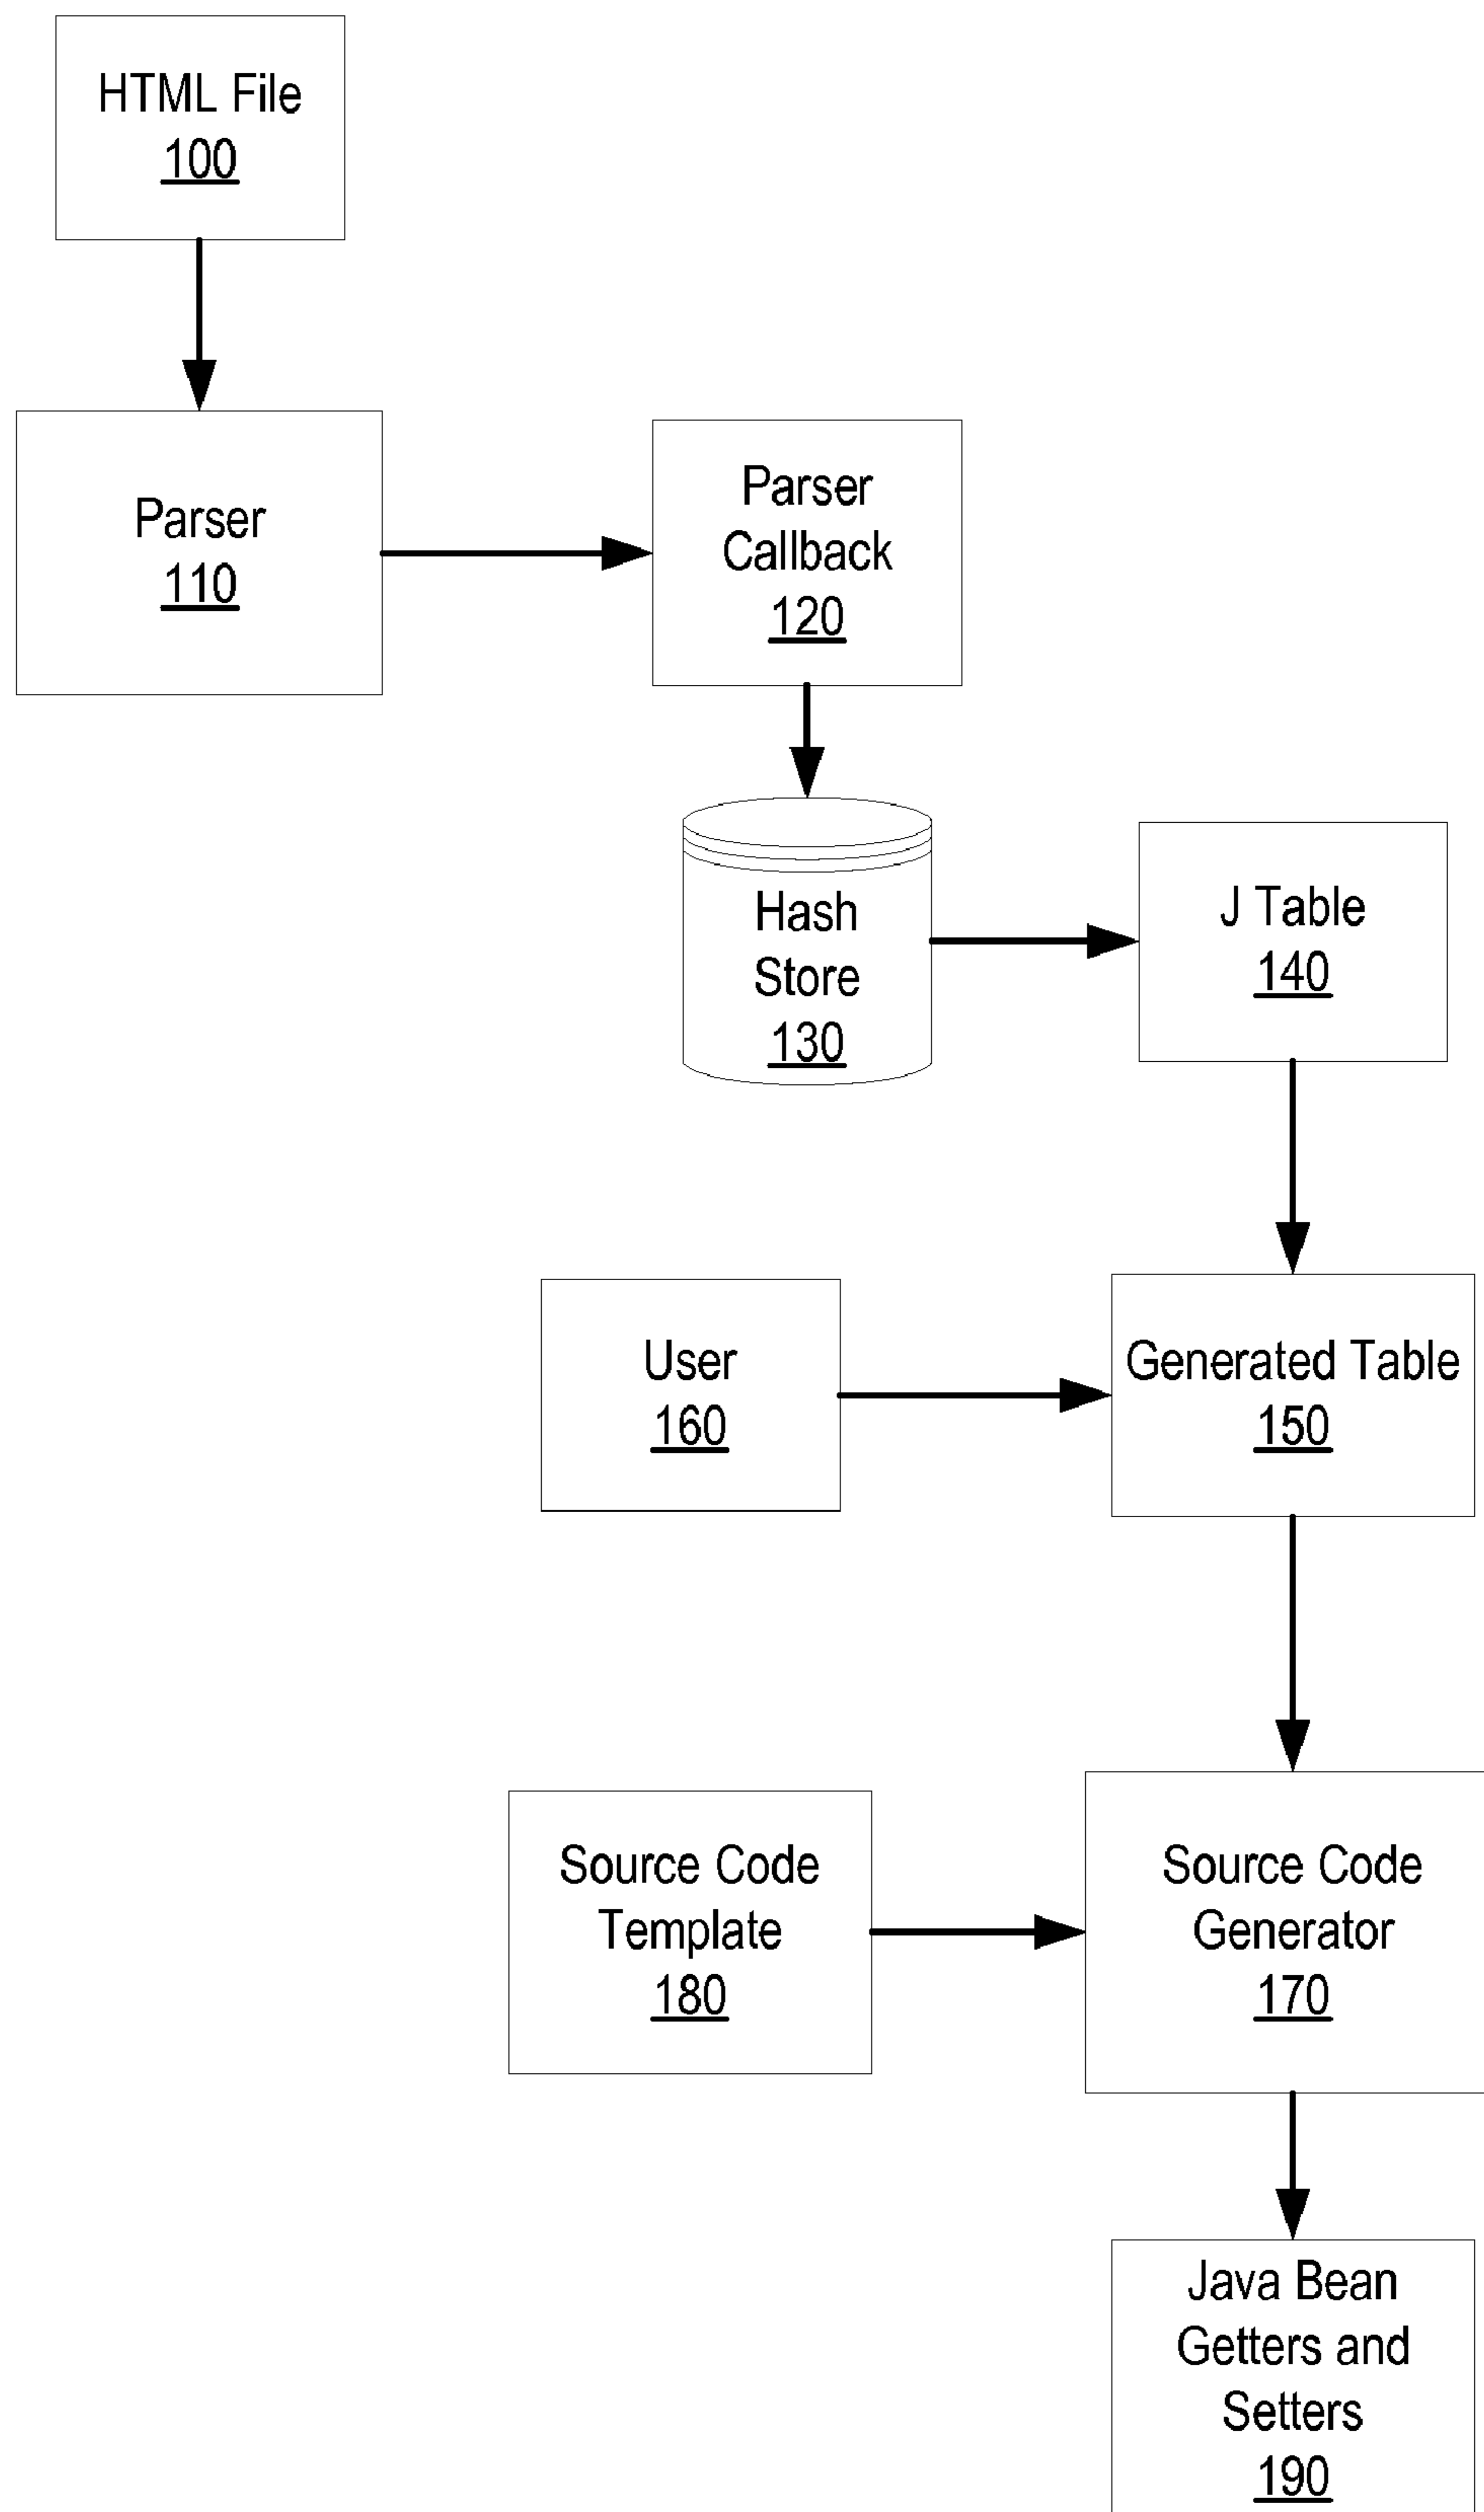 HTML File
100
Parser
110
Parser
Callback
120
Hash
Store
130
J Table
140
User
160
Generated Table
150
Source Code
Template
180
Source Code
Generator
170
Java Bean
Getters and
Setters
190